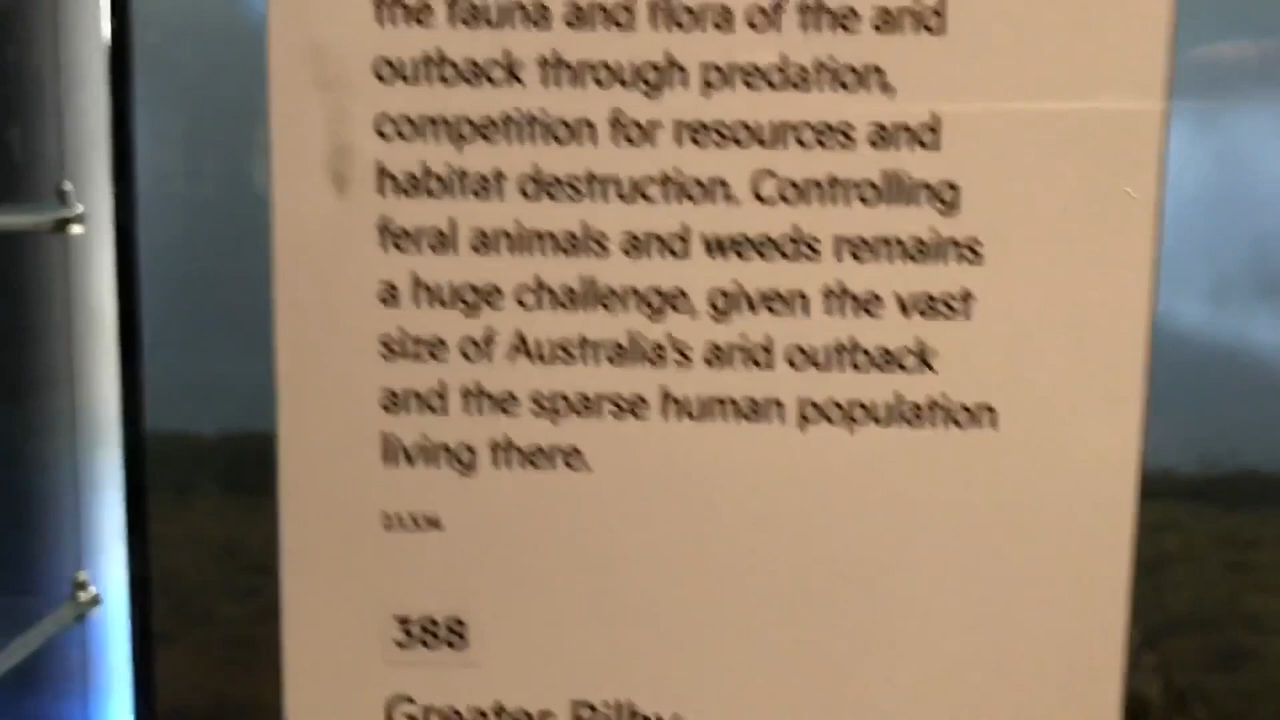 the fauna and flora of the arid
outback through predation,
competition for resources and
habitat destruction. Controlling
feral animals and weeds remains
a huge challenge, given the vast
size of Australia's arid outback
and the sparse human population
living there.
388
Greater Bilby